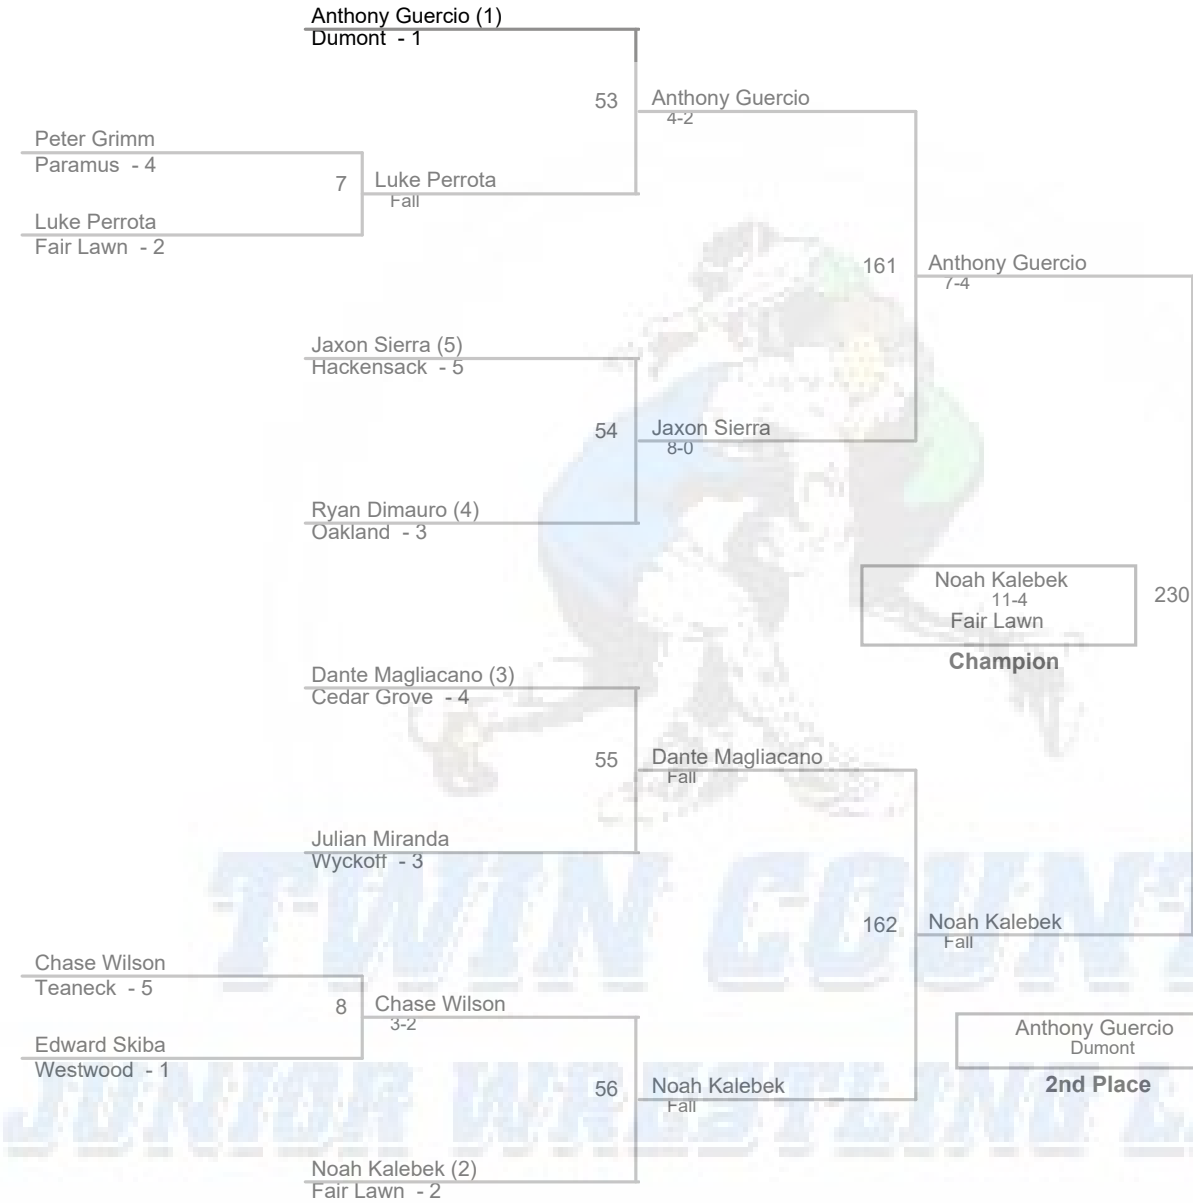 Anthony Guercio (1)
Dumont - 1
53
Anthony Guercio
4-2
Peter Grimm
Paramus - 4
7
Luke Perrota
Fall
Luke Perrota
Fair Lawn - 2
161
Anthony Guercio
7-4
Jaxon Sierra (5)
Hackensack - 5
54
Jaxon Sierra
8-0
Ryan Dimauro (4)
Oakland - 3
Noah Kalebek
11-4
Fair Lawn
230
Champion
Dante Magliacano (3)
Cedar Grove - 4
55
Dante Magliacano
Fall
Julian Miranda
Wyckoff - 3
162
Noah Kalebek
Fall
Chase Wilson
Teaneck - 5
8
Chase Wilson
3-2
Edward Skiba
Westwood - 1
Anthony Guercio
Dumont
2nd Place
56
Noah Kalebek
Fall
Noah Kalebek (2)
Fair Lawn - 2
TWIN COUNT
JUNIOR WRESTLING L